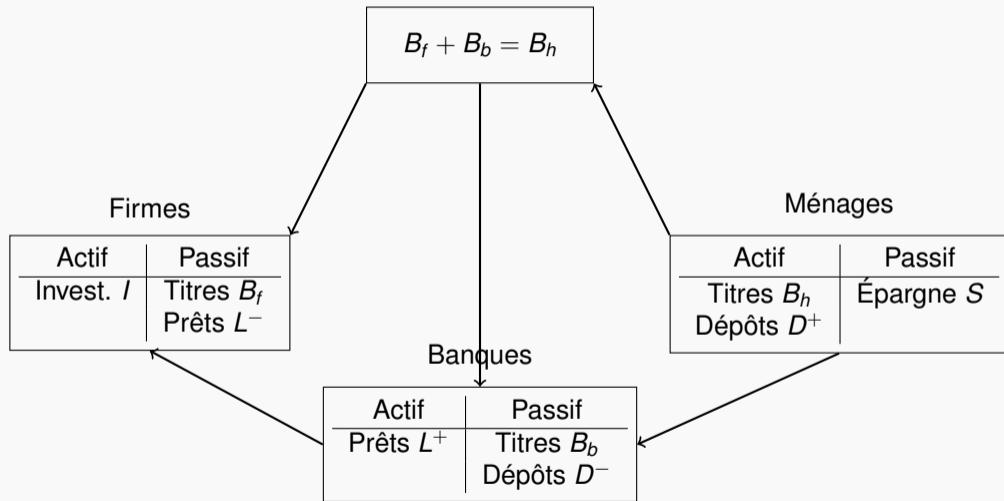 B_f + B_b = B_h
Firmes
Actif Passif
Invest. I Titres B_f
Prêts L^-
Ménages
Actif Passif
Titres B_h Épargne S
Dépôts D^+
Banques
Actif Passif
Prêts L^+ Titres B_b
Dépôts D^-